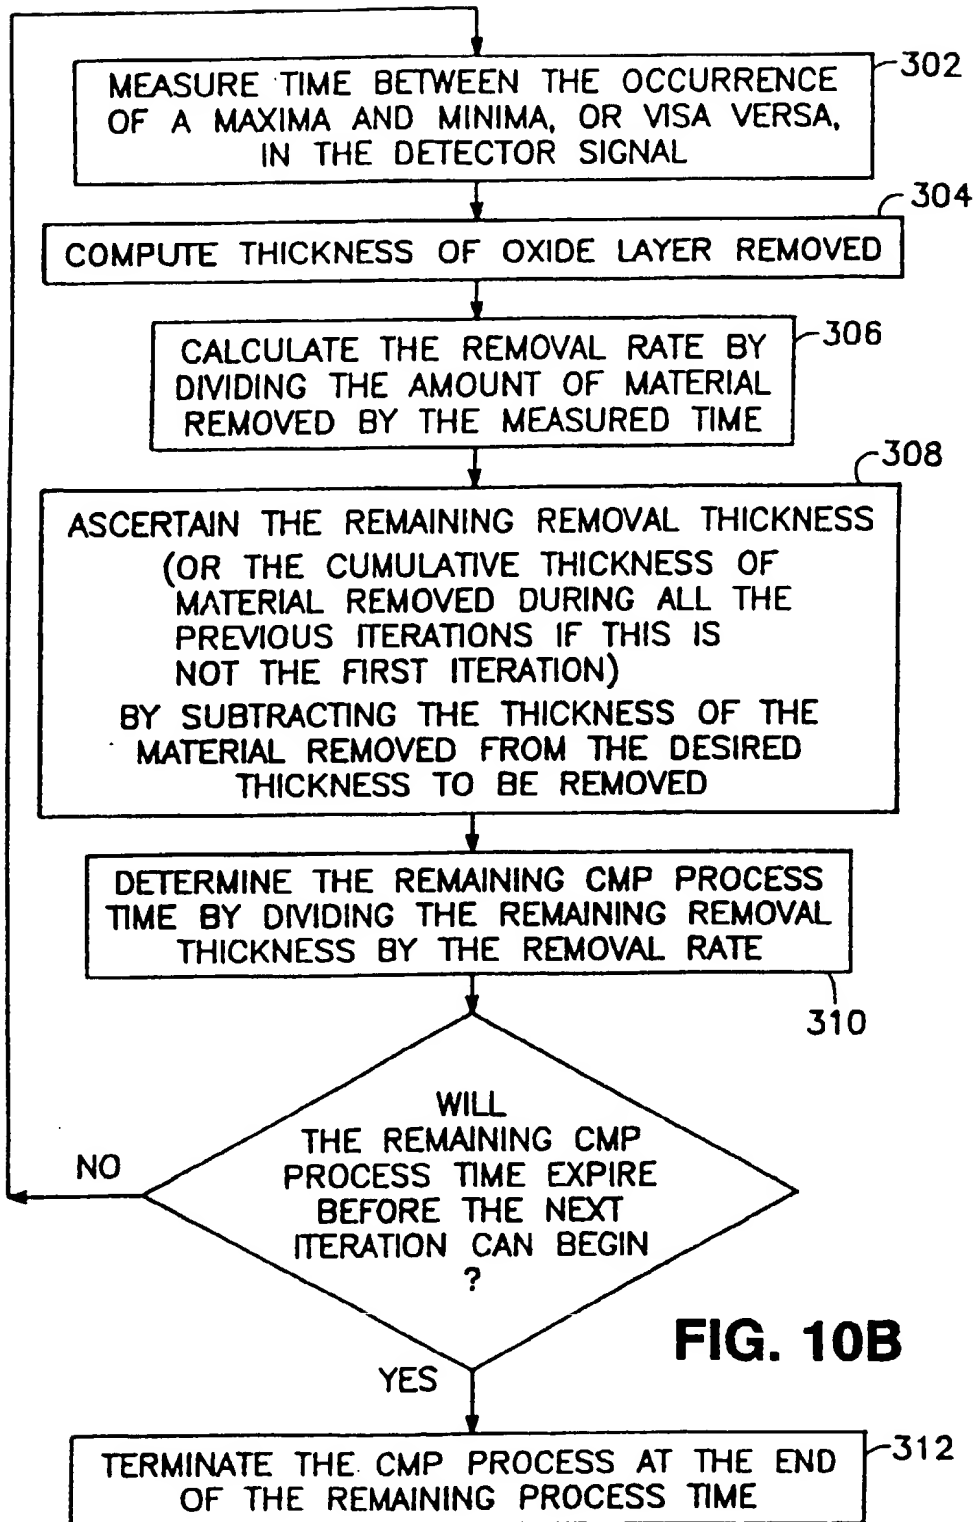 302
MEASURE TIME BETWEEN THE OCCURRENCE
OF A MAXIMA AND MINIMA, OR VISA VERSA,
IN THE DETECTOR SIGNAL
304
COMPUTE THICKNESS OF OXIDE LAYER REMOVED
306
CALCULATE THE REMOVAL RATE BY
DIVIDING THE AMOUNT OF MATERIAL
REMOVED BY THE MEASURED TIME
308
ASCERTAIN THE REMAINING REMOVAL THICKNESS
(OR THE CUMULATIVE THICKNESS OF
MATERIAL REMOVED DURING ALL THE
PREVIOUS ITERATIONS IF THIS IS
NOT THE FIRST ITERATION)
BY SUBTRACTING THE THICKNESS OF THE
MATERIAL REMOVED FROM THE DESIRED
THICKNESS TO BE REMOVED
DETERMINE THE REMAINING CMP PROCESS
TIME BY DIVIDING THE REMAINING REMOVAL
THICKNESS BY THE REMOVAL RATE
310
WILL
THE REMAINING CMP
PROCESS TIME EXPIRE
BEFORE THE NEXT
ITERATION CAN BEGIN
?
NO
YES
FIG. 10B
312
TERMINATE THE CMP PROCESS AT THE END
OF THE REMAINING PROCESS TIME